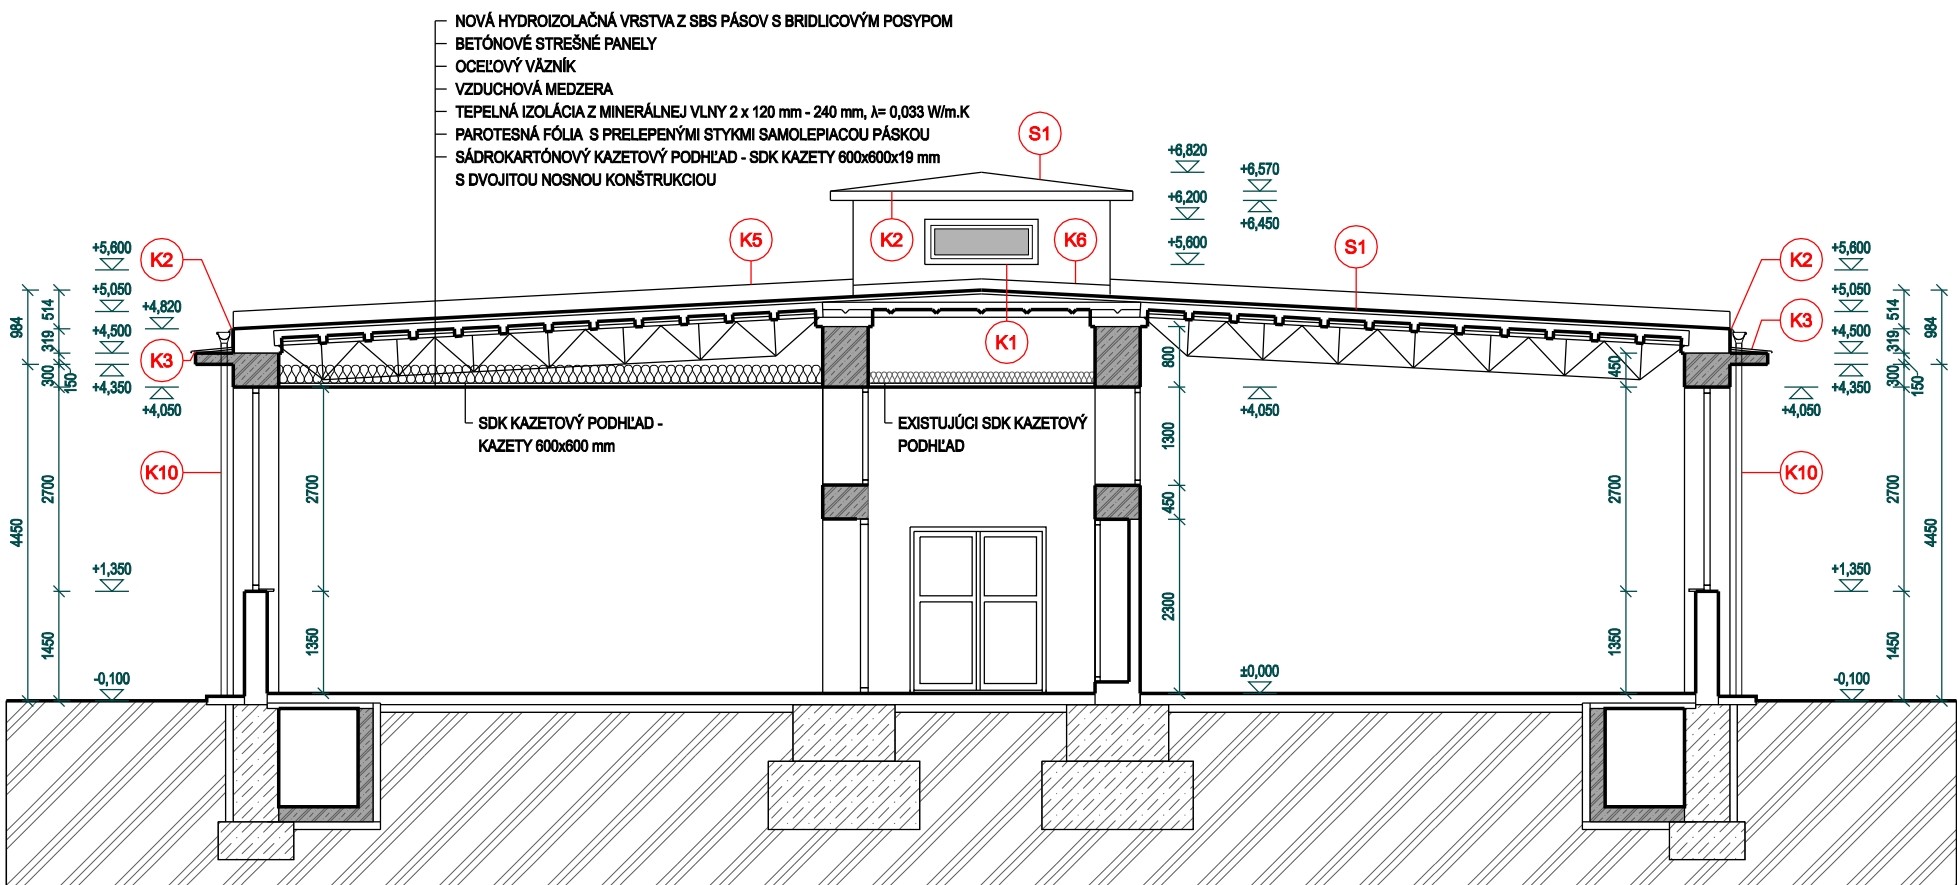 NOVÁ HYDROIZOLAČNÁ VRSTVA Z SBS PÁSOV S BRIDLICOVÝM POSYPOM
BETÓNOVÉ STREŠNÉ PANELY
OCEĽOVÝ VÄZNÍK
VZDUCHOVÁ MEDZERA
TEPELNÁ IZOLÁCIA Z MINERÁLNEJ VLNY 2 x 120 mm - 240 mm, λ= 0,033 W/m.K
PAROTESNÁ FÓLIA S PRELEPENÝMI STYKMI SAMOLEPIACOU PÁSKOU
SÁDROKARTÓNOVÝ KAZETOVÝ PODHĽAD - SDK KAZETY 600x600x19 mm
S DVOJITOU NOSNOU KONŠTRUKCIOU
S1
+6,820
+6,570
+6,200
+6,450
+5,600
K5
K2
K6
S1
K1
+5,600
K2
+5,050
+4,820
+4,500
K3
+4,350
+4,050
984
514
319
300
150
K10
2700
4450
+1,350
1450
-0,100
2700
1350
SDK KAZETOVÝ PODHĽAD -
KAZETY 600x600 mm
EXISTUJÚCI SDK KAZETOVÝ
PODHĽAD
800
1300
450
2300
+4,050
±0,000
450
2700
1350
K2
+5,600
K3
+5,050
+4,500
+4,350
+4,050
514
984
319
300
150
K10
2700
4450
+1,350
1450
-0,100